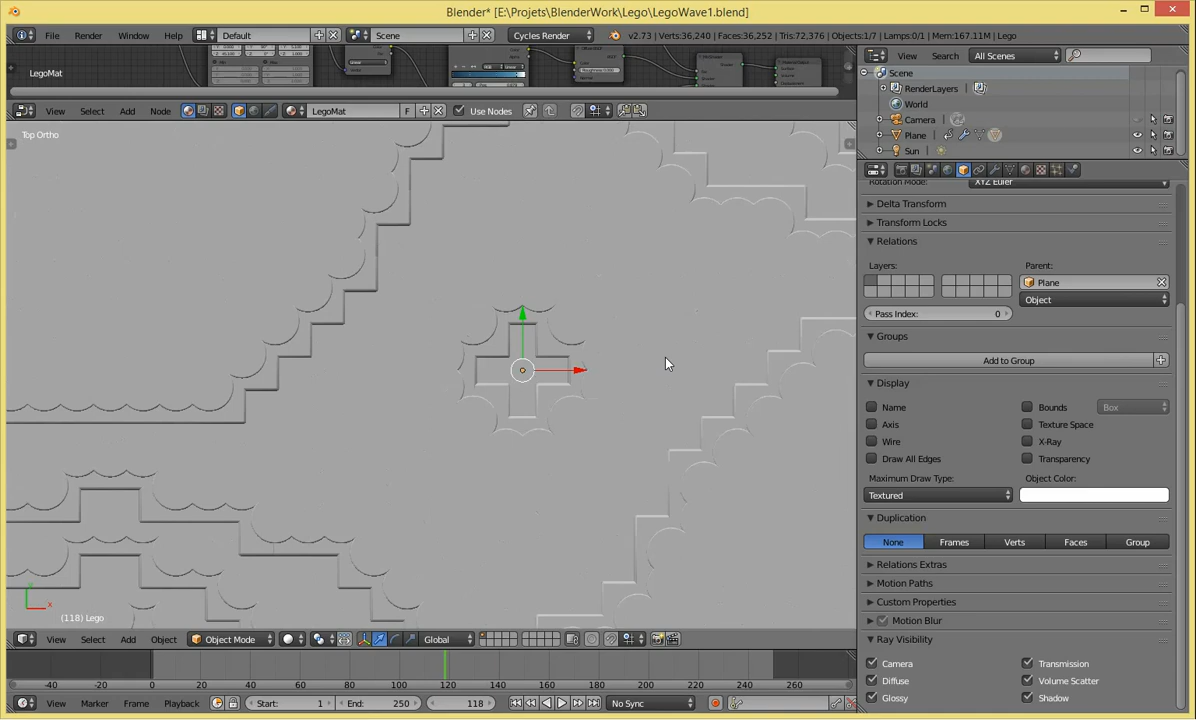 Blender* [E:\Projets\BlenderWork\Lego\LegoWave1.blend]
File Render Window Help Default Scene Cycles Render v2.73 | Verts:36,240 | Faces:36,252 | Tris:72,376 | Objects:1/7 | Lamps:0/1 | Mem:167.11M | Lego
View Search All Scenes
LegoMat
Scene
RenderLayers
World
Camera
Plane
Sun
View Select Add Node LegoMat F Use Nodes
Top Ortho
Rotation Mode: XYZ Euler
Delta Transform
Transform Locks
Relations
Layers: Parent:
Plane
Object
Pass Index: 0
Groups
Add to Group
Display
Name Bounds Box
Axis Texture Space
Wire X-Ray
Draw All Edges Transparency
Maximum Draw Type: Object Color:
Textured
Duplication
None Frames Verts Faces Group
Relations Extras
Motion Paths
Custom Properties
Motion Blur
Ray Visibility
Camera Transmission
Diffuse Volume Scatter
Glossy Shadow
(118) Lego
View Select Add Object Object Mode Global
-40 -20 0 20 40 60 80 100 120 140 160 180 200 220 240 260
View Marker Frame Playback Start: 1 End: 250 118 No Sync